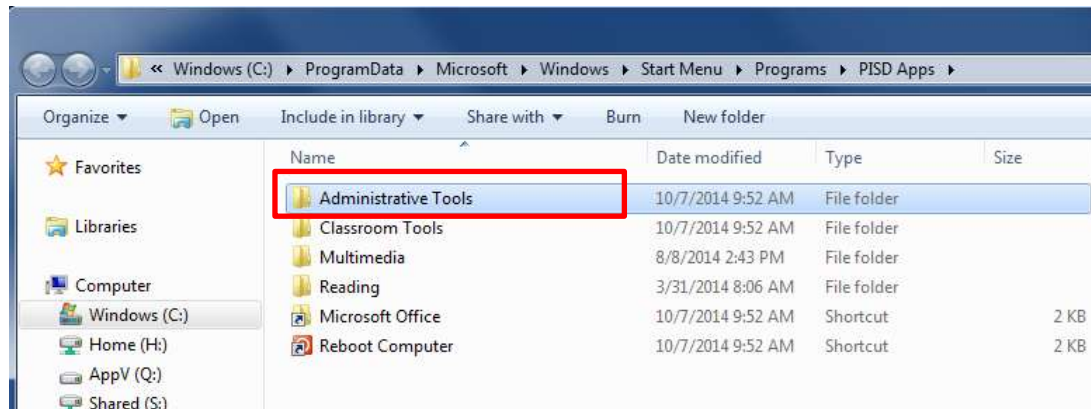 « Windows (C:) ▸ ProgramData ▸ Microsoft ▸ Windows ▸ Start Menu ▸ Programs ▸ PISD Apps ▸
Organize ▾ Open Include in library ▾ Share with ▾ Burn New folder
Favorites
Libraries
Computer
Windows (C:)
Home (H:)
AppV (Q:)
Shared (S:)
Name Date modified Type Size
Administrative Tools 10/7/2014 9:52 AM File folder
Classroom Tools 10/7/2014 9:52 AM File folder
Multimedia 8/8/2014 2:43 PM File folder
Reading 3/31/2014 8:06 AM File folder
Microsoft Office 10/7/2014 9:52 AM Shortcut 2 KB
Reboot Computer 10/7/2014 9:52 AM Shortcut 2 KB